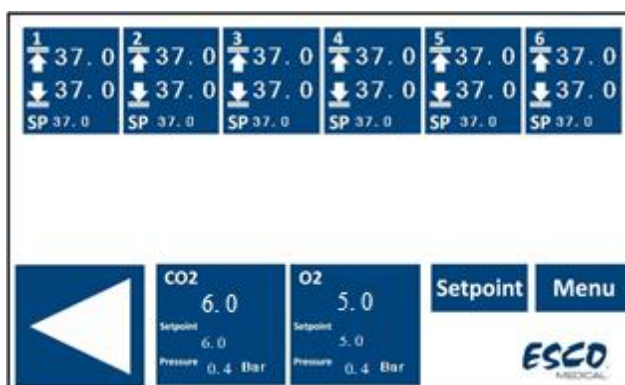 1 2 3 4 5 6
37.0 37.0 37.0 37.0 37.0 37.0
37.0 37.0 37.0 37.0 37.0 37.0
SP 37.0 SP 37.0 SP 37.0 SP 37.0 SP 37.0 SP 37.0
CO2
6.0
Setpoint
6.0
Pressure 0.4 Bar
O2
5.0
Setpoint
5.0
Pressure 0.4 Bar
Setpoint
Menu
ESCO
MEDICAL